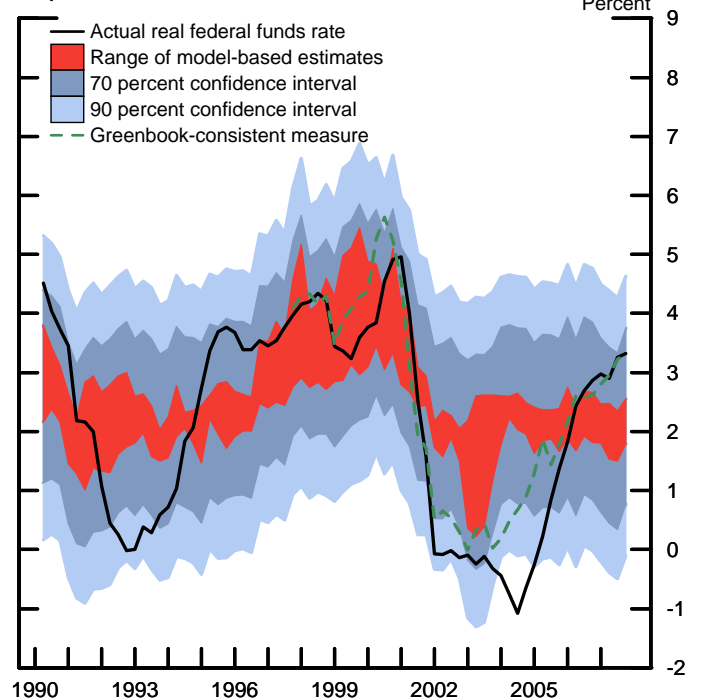 Percent
Actual real federal funds rate
Range of model-based estimates
70 percent confidence interval
90 percent confidence interval
Greenbook-consistent measure
9
8
7
6
5
4
3
2
1
0
-1
-2
1990 1993 1996 1999 2002 2005